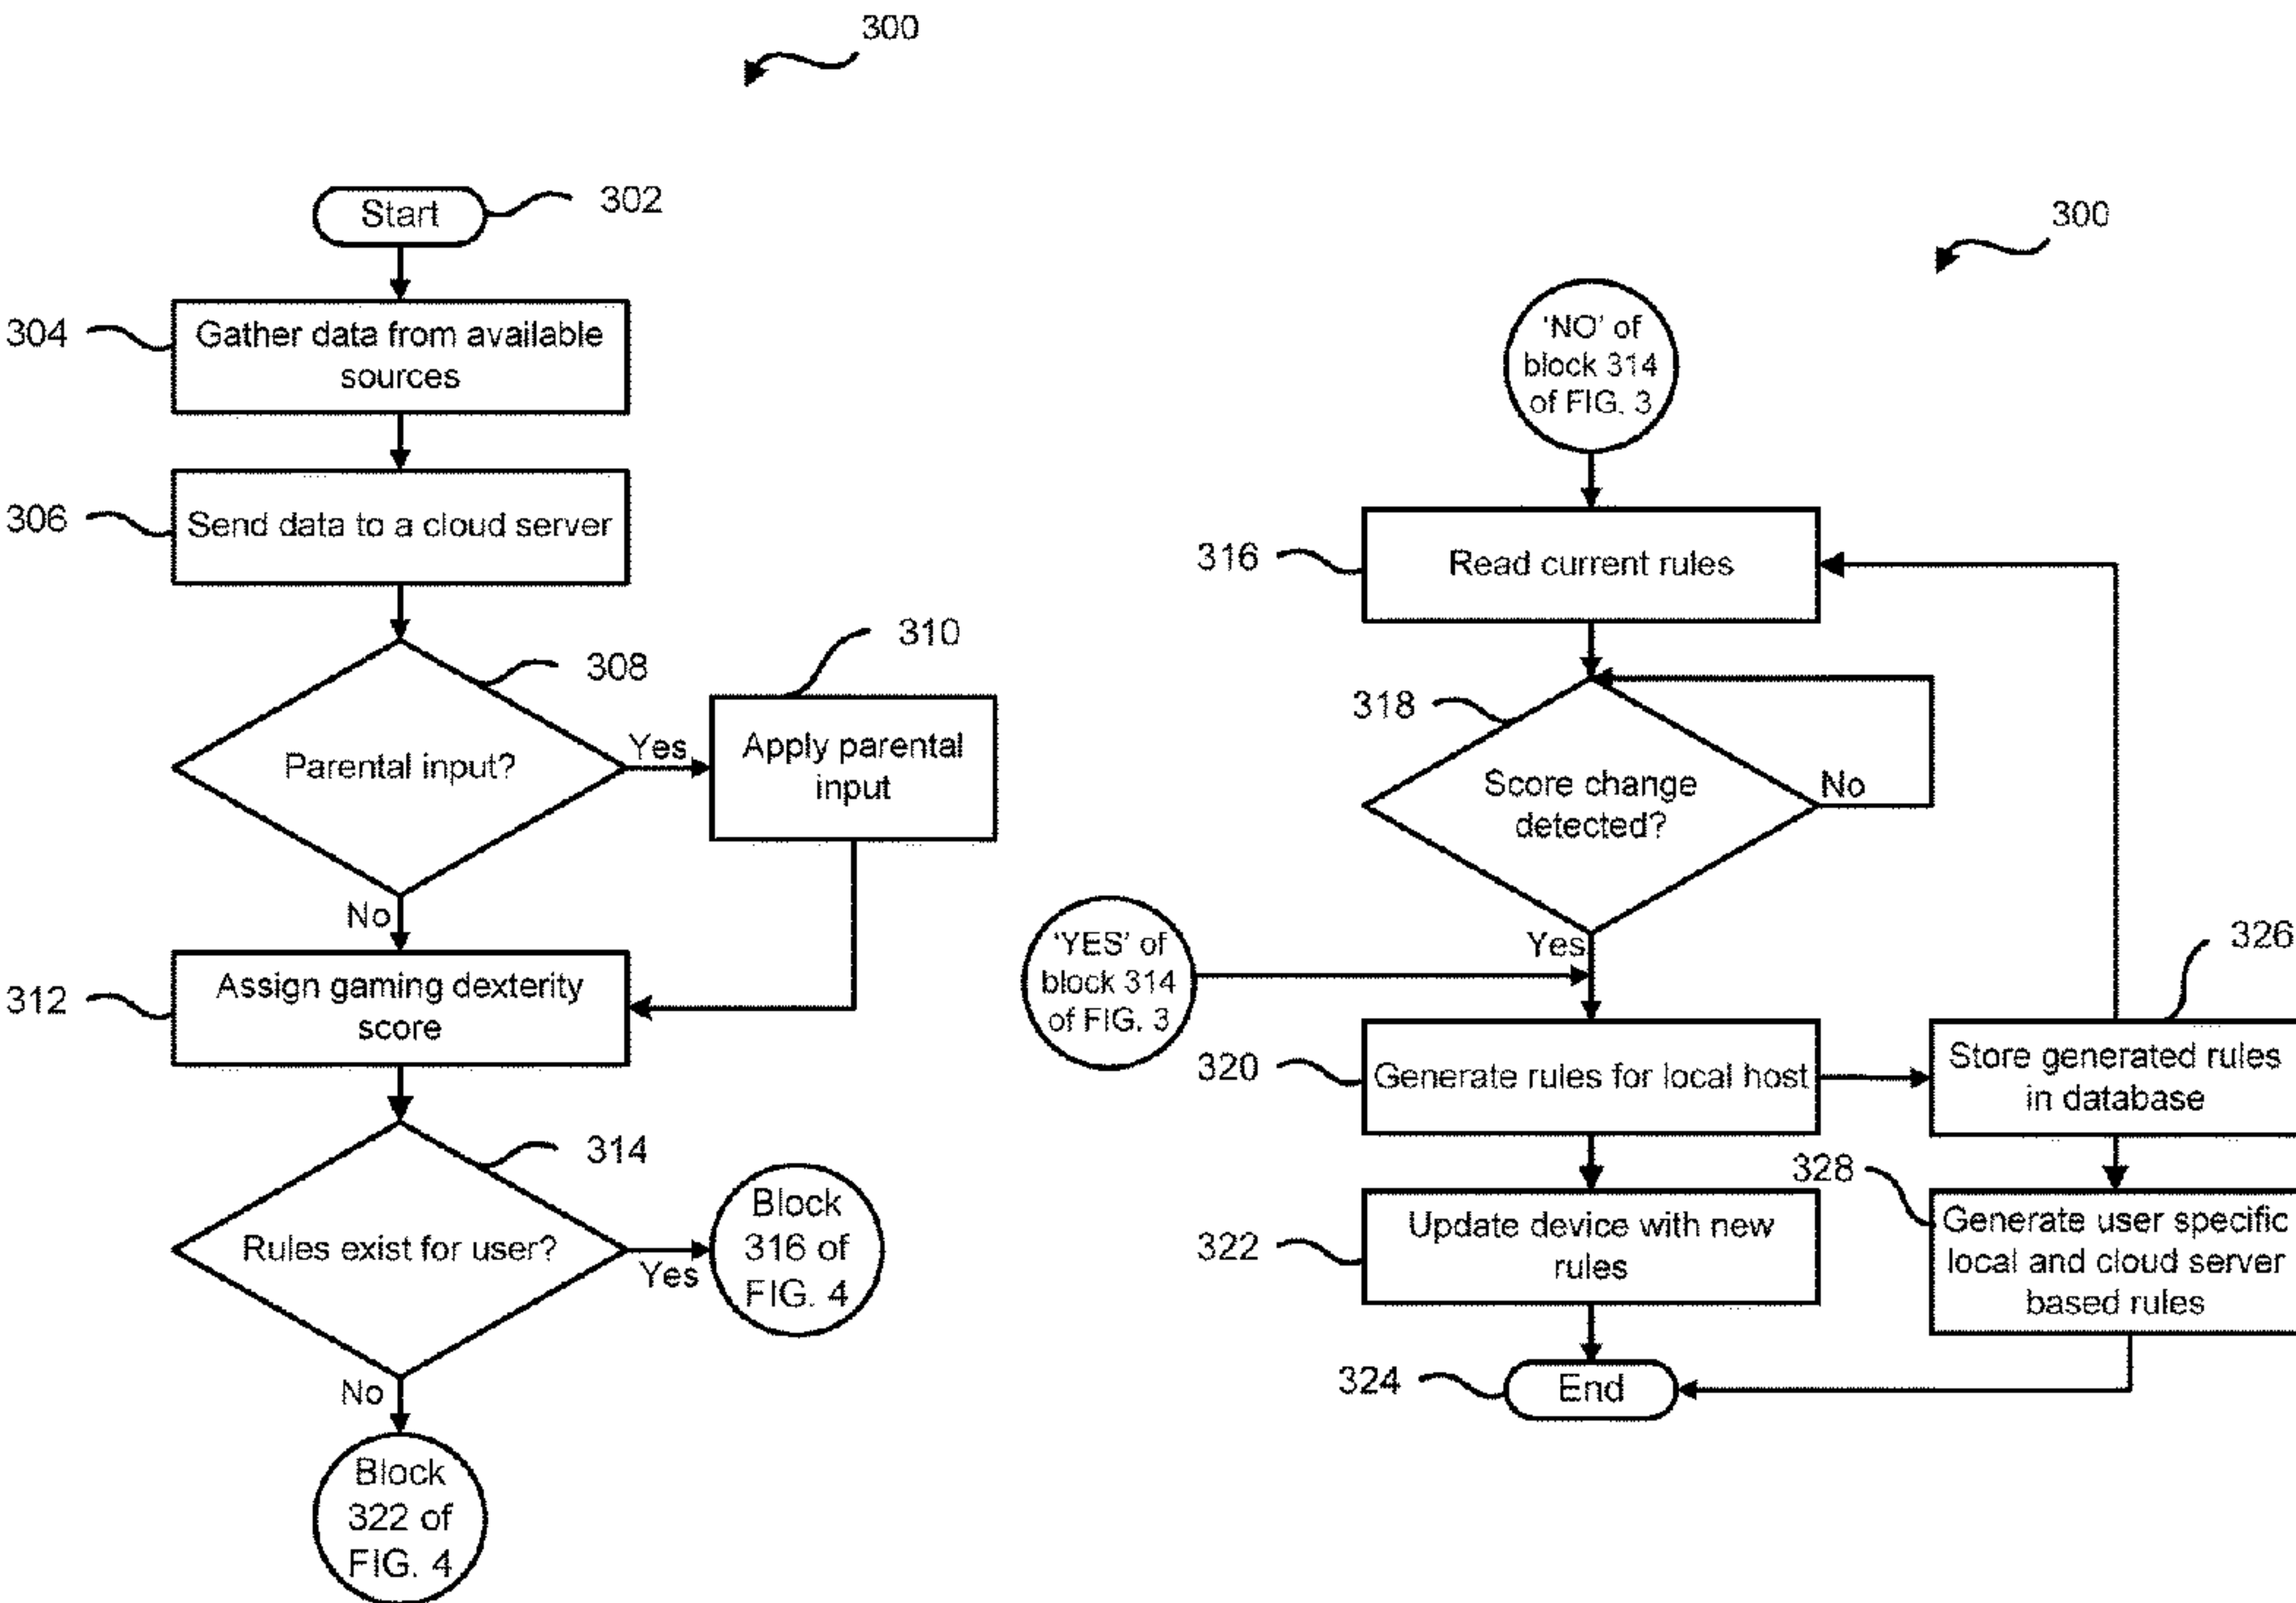 300
Start
302
304
Gather data from available
sources
306
Send data to a cloud server
308
Parental input?
Yes
310
Apply parental
input
No
312
Assign gaming dexterity
score
314
Rules exist for user?
Yes
Block
316 of
FIG. 4
No
Block
322 of
FIG. 4
300
'NO' of
block 314
of FIG. 3
316
Read current rules
318
Score change
detected?
No
Yes
'YES' of
block 314
of FIG. 3
320
Generate rules for local host
326
Store generated rules
in database
322
Update device with new
rules
328
Generate user specific
local and cloud server
based rules
324
End